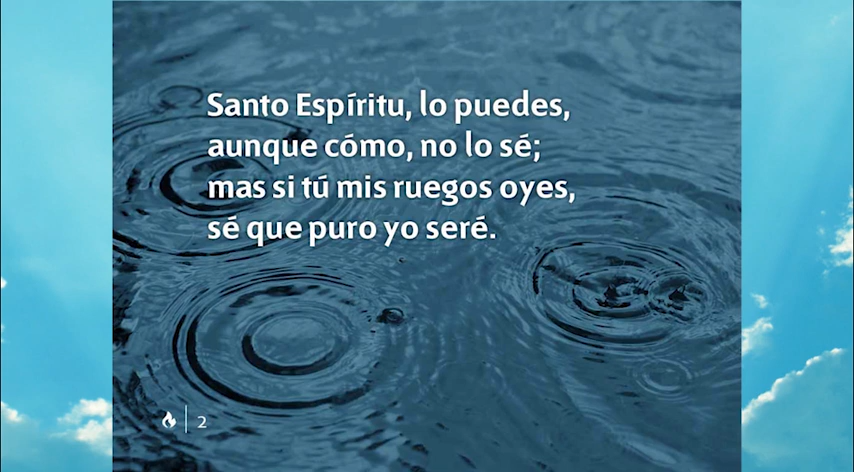 Santo Espíritu, lo puedes,
aunque cómo, no lo sé;
mas si tú mis ruegos oyes,
sé que puro yo seré.
2